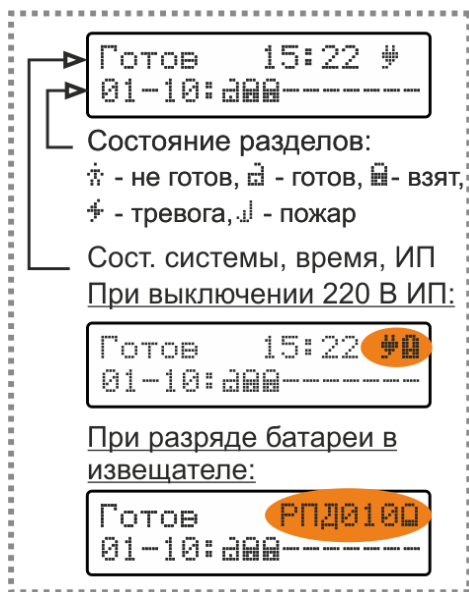 Готов 15:22
01-10:------
Состояние разделов:
- не готов, - готов, - взят,
- тревога, - пожар
Сост. системы, время, ИП
При выключении 220 В ИП:
Готов 15:22
01-10:------
При разряде батареи в
извещателе:
Готов РПД010
01-10:------